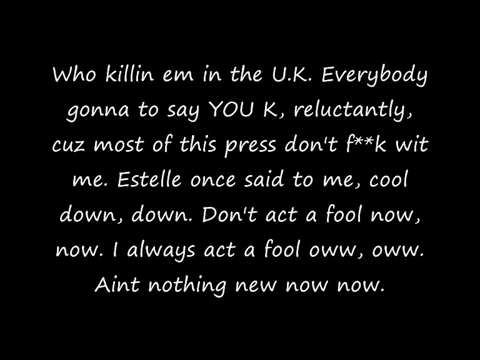 Who killin em in the U.K. Everybody
gonna to say YOU K, reluctantly,
cuz most of this press don't f**k wit
me. Estelle once said to me, cool
down, down. Don't act a fool now,
now. I always act a fool oww, oww.
Aint nothing new now now.